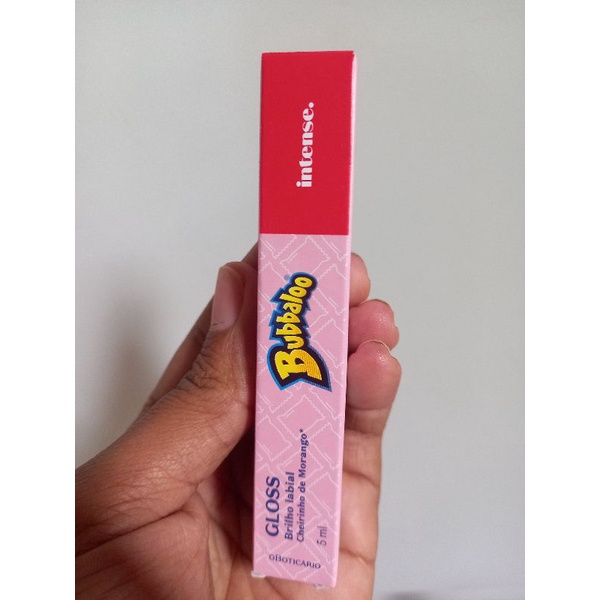 intense.
Bubbaloo®
GLOSS
Brilho labial
Cheirinho de Morango*
5 ml
oBOTICÁRIO